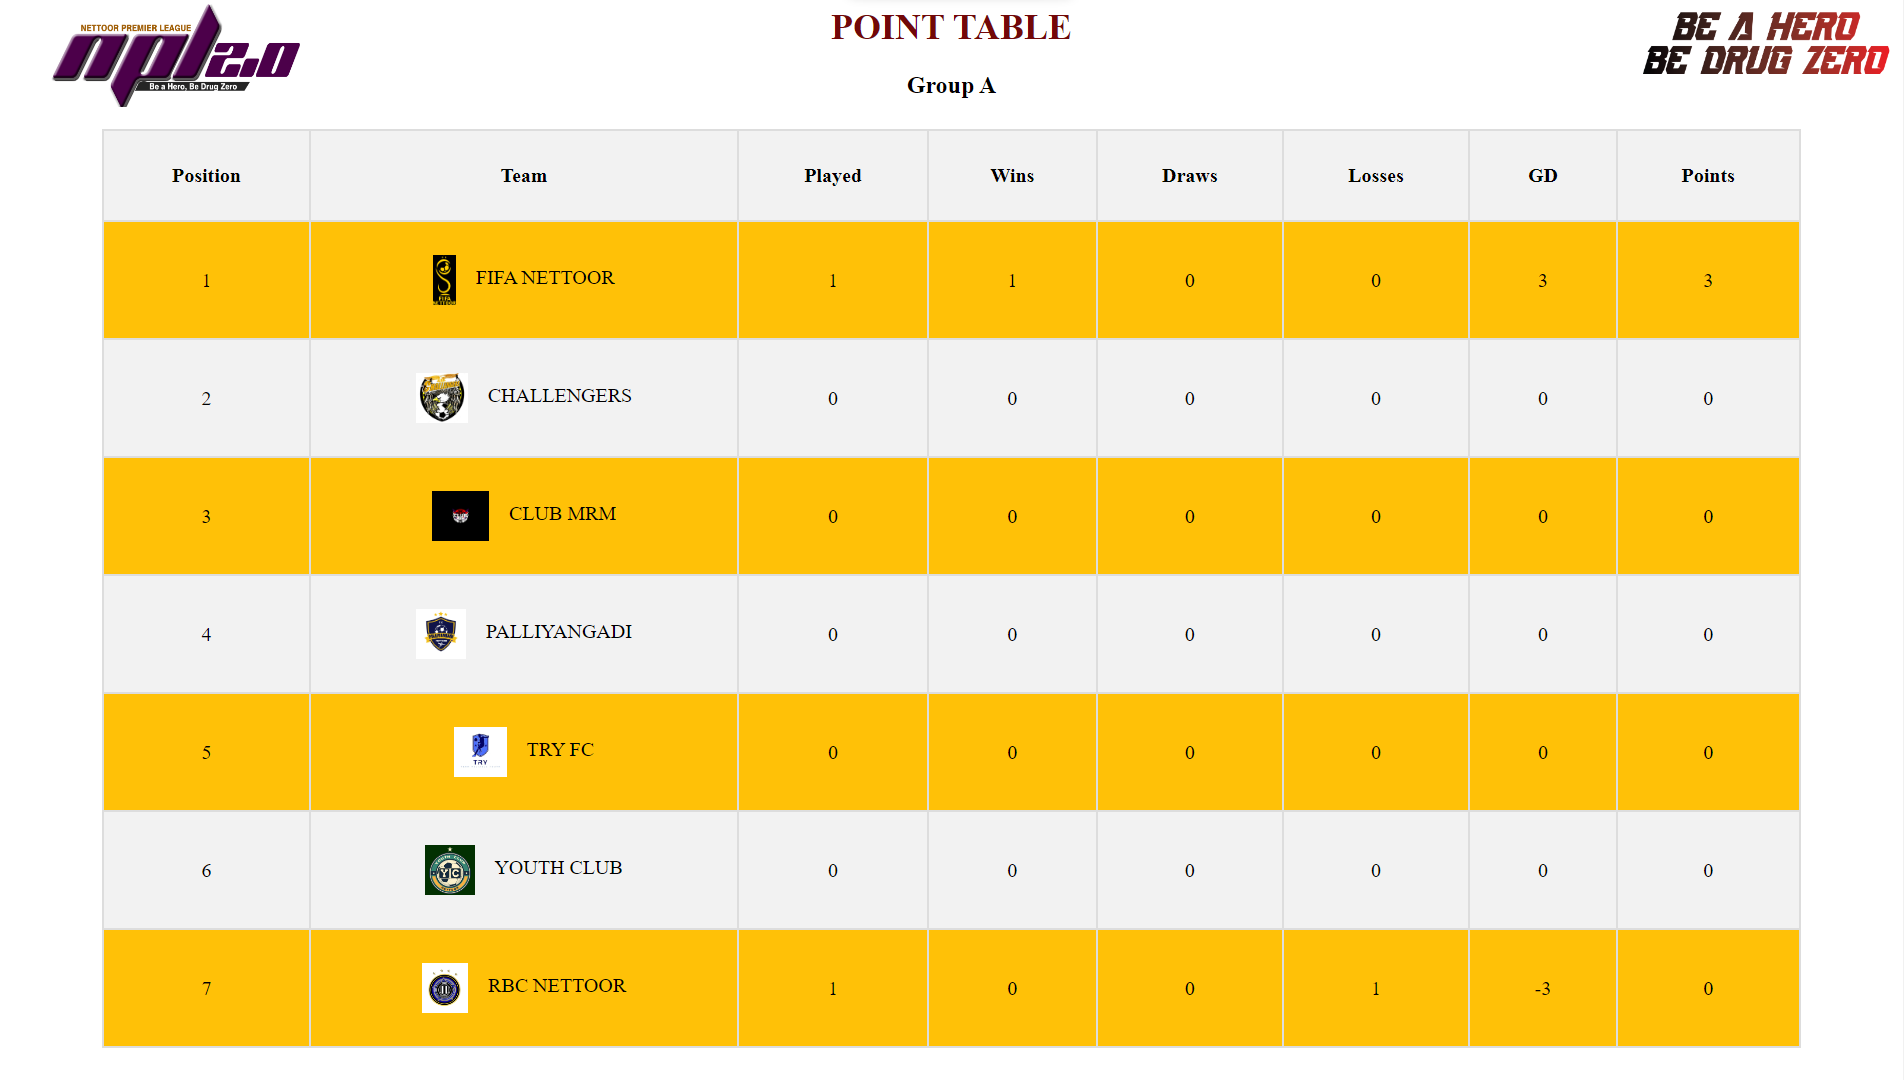 NETTOOR PREMIER LEAGUE
npl 2.0
Be a Hero, Be Drug Zero
POINT TABLE
BE A HERO
BE DRUG ZERO
Group A
Position Team Played Wins Draws Losses GD Points
1 FIFA NETTOOR 1 1 0 0 3 3
2 CHALLENGERS 0 0 0 0 0 0
3 CLUB MRM 0 0 0 0 0 0
4 PALLIYANGADI 0 0 0 0 0 0
5 TRY TRY FC 0 0 0 0 0 0
6 YC YOUTH CLUB 0 0 0 0 0 0
7 RBC NETTOOR 1 0 0 1 -3 0